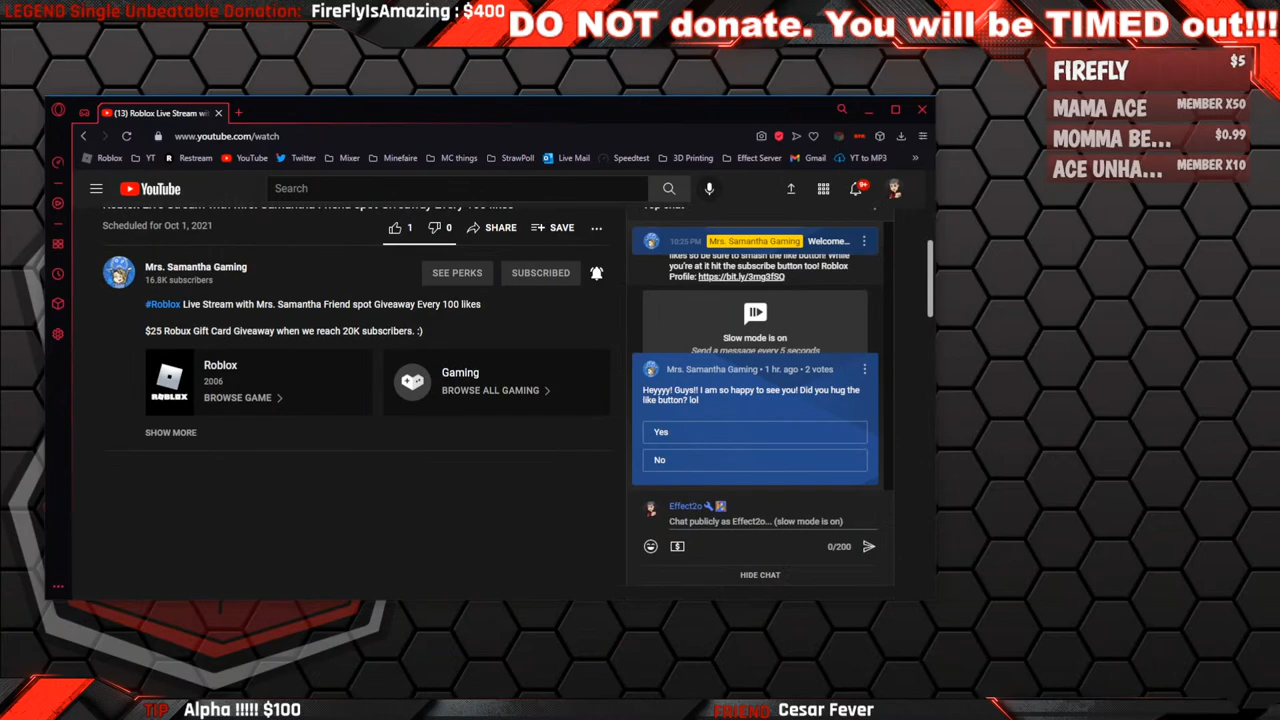 LEGEND Single Unbeatable Donation: FireFlyIsAmazing : $400
DO NOT donate. You will be TIMED out!!!
FIREFLY $5
MAMA ACE MEMBER X50
MOMMA BE... $0.99
ACE UNHA... MEMBER X10
(13) Roblox Live Stream wi
www.youtube.com/watch
Roblox YT Restream YouTube Twitter Mixer Minefaire MC things StrawPoll Live Mail Speedtest 3D Printing Effect Server Gmail YT to MP3 »
YouTube Search 9+
Scheduled for Oct 1, 2021
1 0 SHARE SAVE
Mrs. Samantha Gaming
16.8K subscribers
SEE PERKS SUBSCRIBED
#Roblox Live Stream with Mrs. Samantha Friend spot Giveaway Every 100 likes
$25 Robux Gift Card Giveaway when we reach 20K subscribers. :)
ROBLOX
Roblox
2006
BROWSE GAME
Gaming
BROWSE ALL GAMING
SHOW MORE
10:25 PM Mrs. Samantha Gaming Welcome...
likes so be sure to smash the like button! While
you're at it hit the subscribe button too! Roblox
Profile: https://bit.ly/3mg3fSQ
Slow mode is on
Send a message every 5 seconds
Mrs. Samantha Gaming • 1 hr. ago • 2 votes
Heyyyy! Guys!! I am so happy to see you! Did you hug the
like button? lol
Yes
No
Effect2o
Chat publicly as Effect2o... (slow mode is on)
0/200
HIDE CHAT
TIP Alpha !!!!! $100
FRIEND Cesar Fever